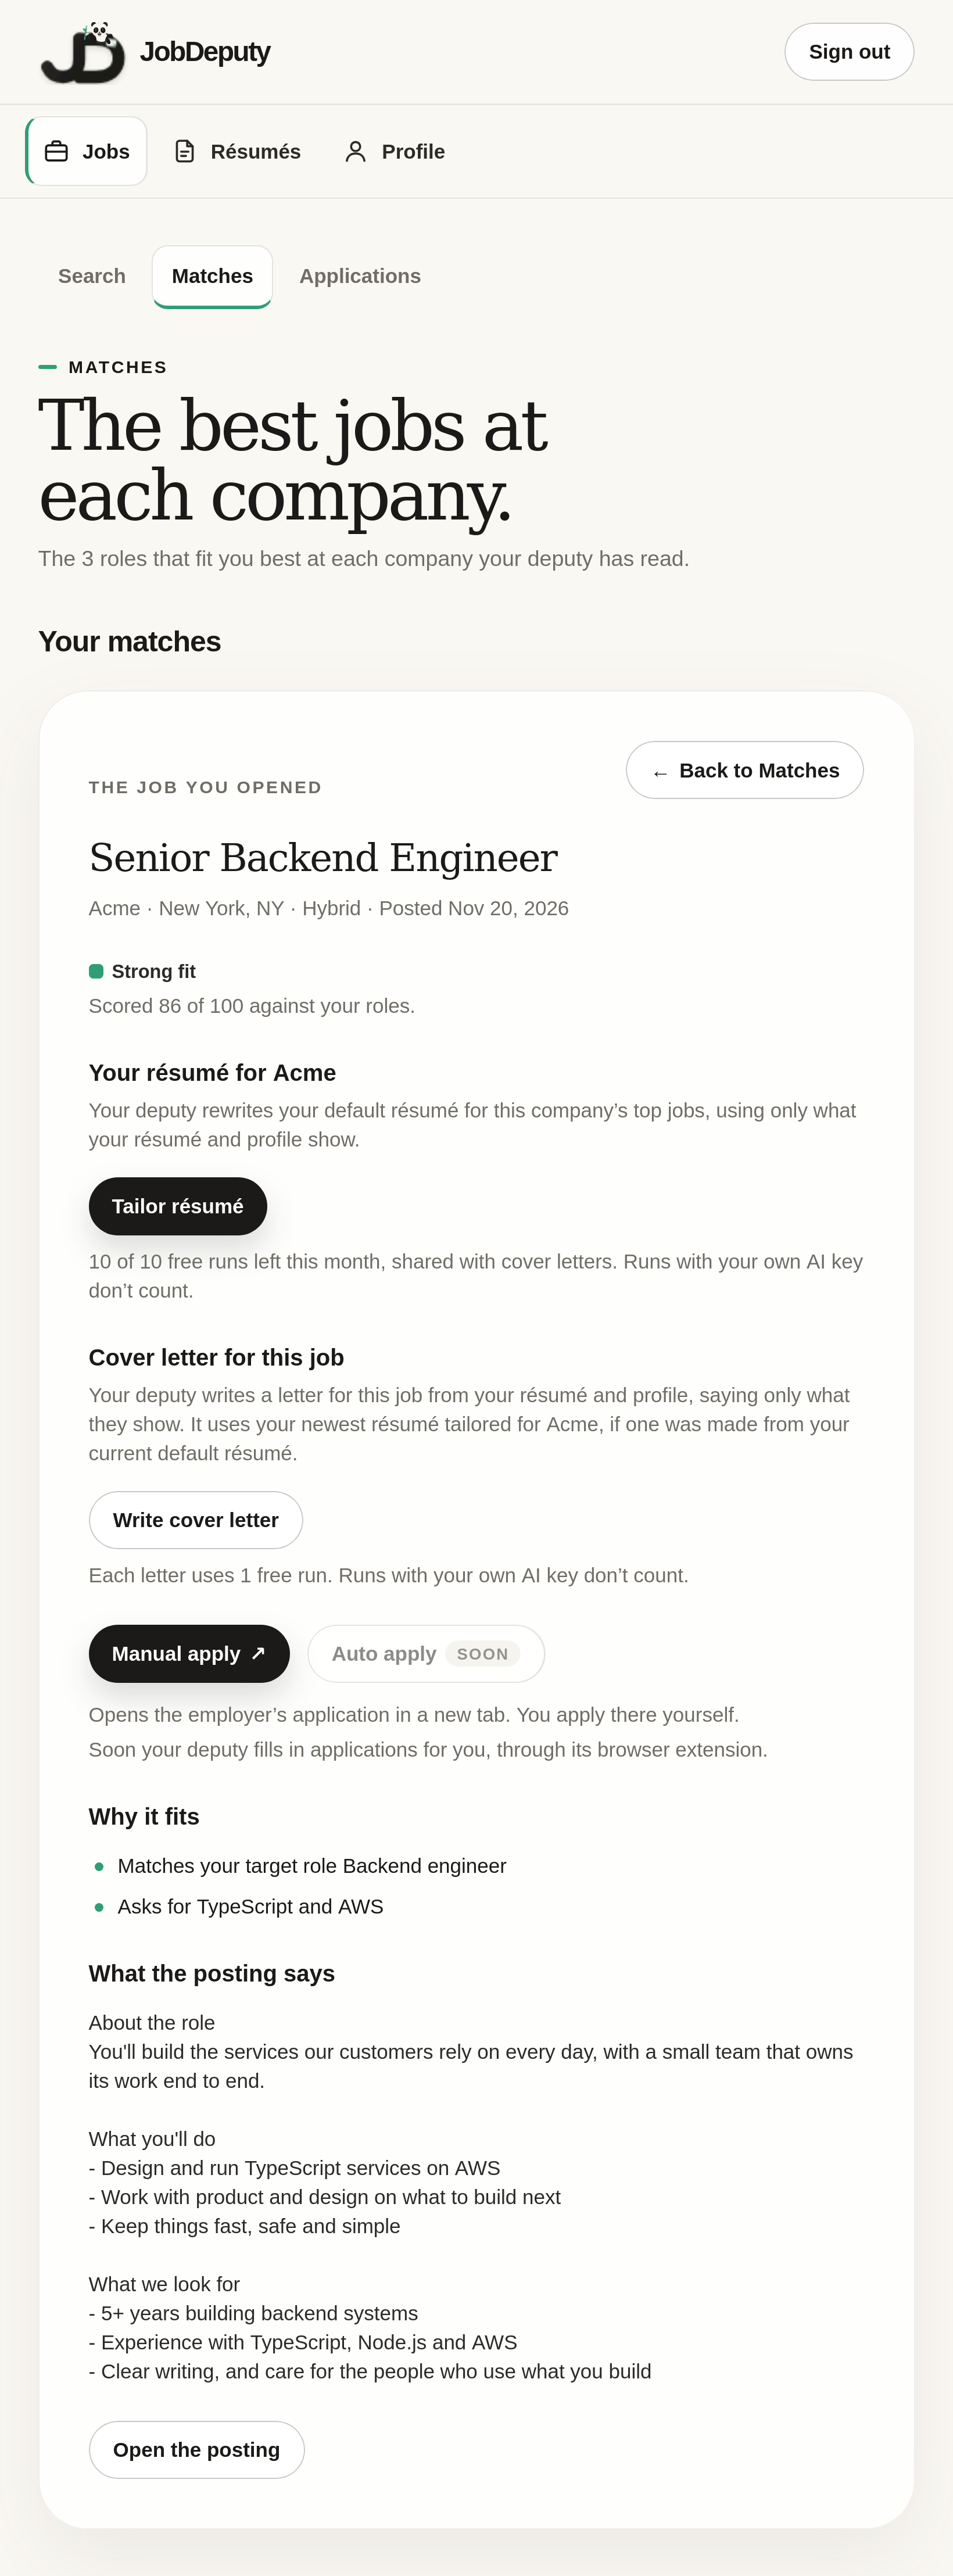 JD
JobDeputy
Sign out
Jobs
Résumés
Profile
Search
Matches
Applications
MATCHES
The best jobs at
each company.
The 3 roles that fit you best at each company your deputy has read.
Your matches
THE JOB YOU OPENED
← Back to Matches
Senior Backend Engineer
Acme · New York, NY · Hybrid · Posted Nov 20, 2026
Strong fit
Scored 86 of 100 against your roles.
Your résumé for Acme
Your deputy rewrites your default résumé for this company’s top jobs, using only what
your résumé and profile show.
Tailor résumé
10 of 10 free runs left this month, shared with cover letters. Runs with your own AI key
don’t count.
Cover letter for this job
Your deputy writes a letter for this job from your résumé and profile, saying only what
they show. It uses your newest résumé tailored for Acme, if one was made from your
current default résumé.
Write cover letter
Each letter uses 1 free run. Runs with your own AI key don’t count.
Manual apply ↗
Auto apply SOON
Opens the employer’s application in a new tab. You apply there yourself.
Soon your deputy fills in applications for you, through its browser extension.
Why it fits
Matches your target role Backend engineer
Asks for TypeScript and AWS
What the posting says
About the role
You'll build the services our customers rely on every day, with a small team that owns
its work end to end.
What you'll do
- Design and run TypeScript services on AWS
- Work with product and design on what to build next
- Keep things fast, safe and simple
What we look for
- 5+ years building backend systems
- Experience with TypeScript, Node.js and AWS
- Clear writing, and care for the people who use what you build
Open the posting